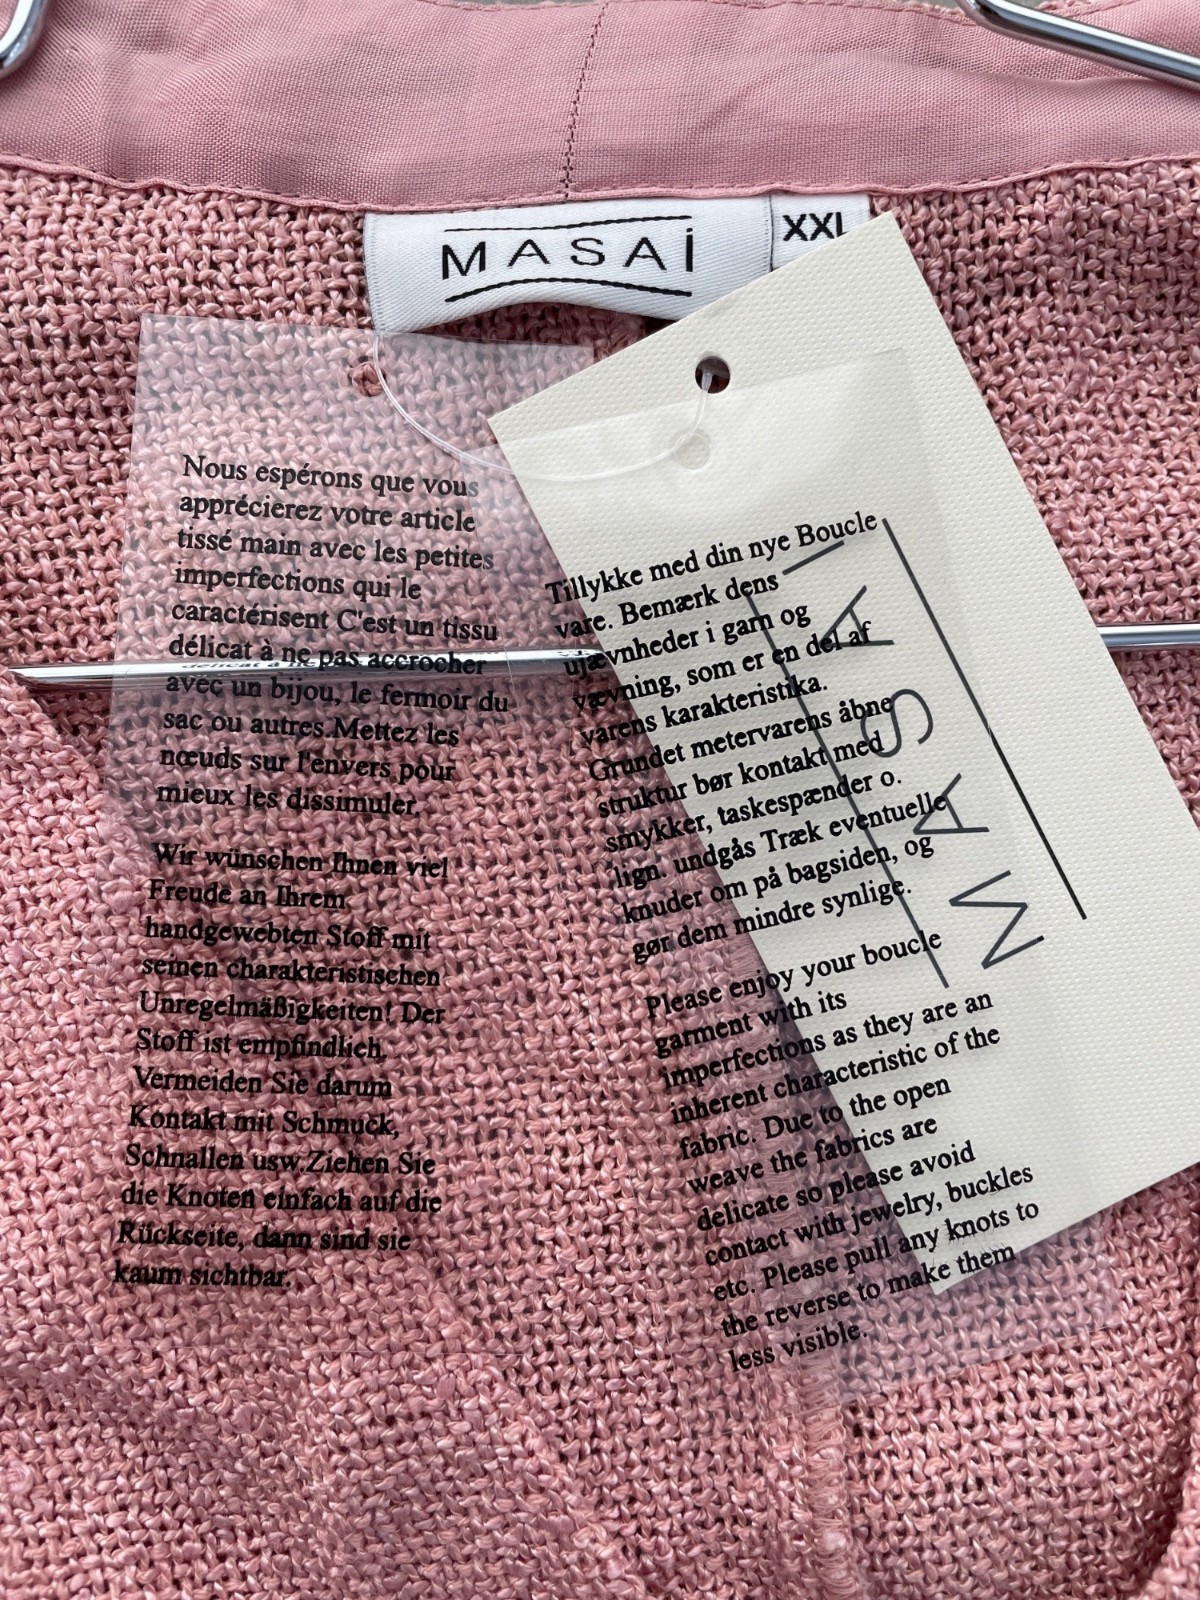 MASAi
XXL
Nous espérons que vous
apprécierez votre article
tissé main avec les petites
imperfections qui le
caractérisent C'est un tissu
délicat à ne pas accrocher
avec un bijou, le fermoir du
sac ou autres.Mettez les
nœuds sur l'envers pour
mieux les dissimuler.
Wir wünschen Ihnen viel
Freude an Ihrem
handgewebten Stoff mit
seinen charakteristischen
Unregelmäßigkeiten! Der
Stoff ist empfindlich.
Vermeiden Sie darum
Kontakt mit Schmuck,
Schnallen usw.Ziehen Sie
die Knoten einfach auf die
Rückseite, dann sind sie
kaum sichtbar.
Tillykke med din nye Boucle
vare. Bemærk dens
ujævnheder i garn og
vævning, som er en del af
varens karakteristika.
Grundet metervarens åbne
struktur bør kontakt med
smykker, taskespænder o.
lign. undgås Træk eventuelle
knuder om på bagsiden, og
gør dem mindre synlige.
Please enjoy your boucle
garment with its
imperfections as they are an
inherent characteristic of the
fabric. Due to the open
weave the fabrics are
delicate so please avoid
contact with jewelry, buckles
etc. Please pull any knots to
the reverse to make them
less visible.
MASAI